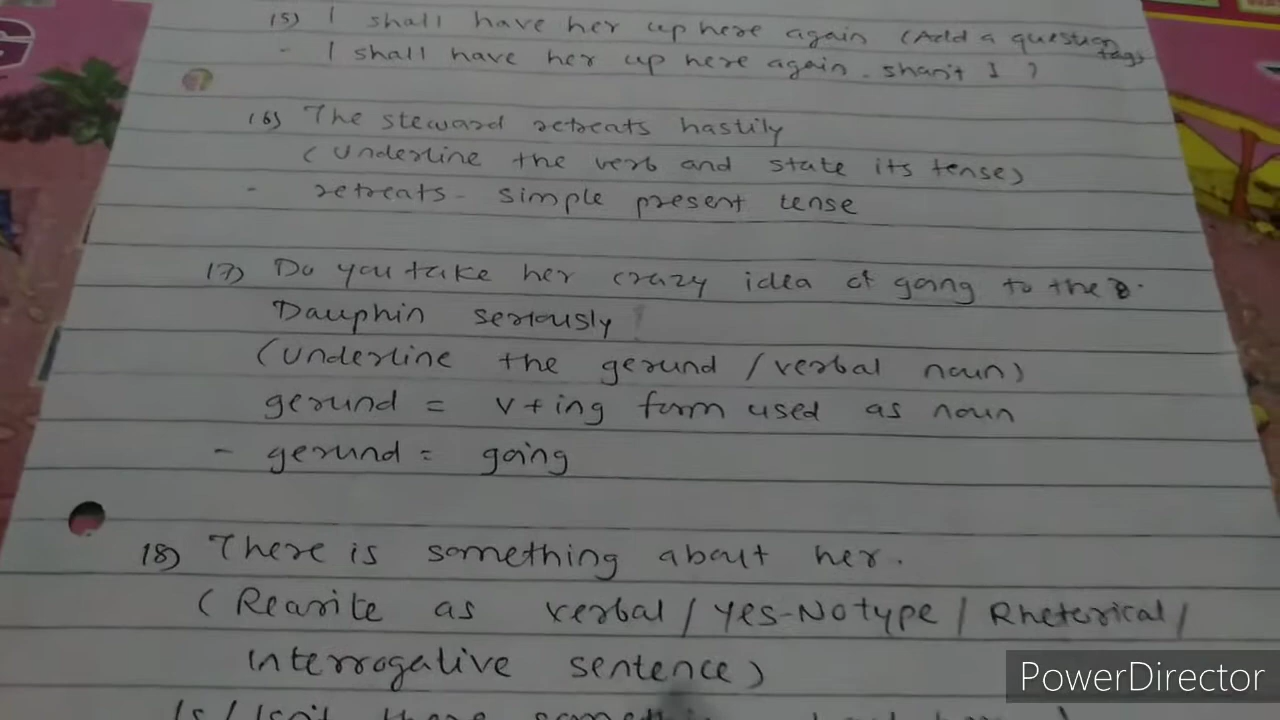 15) I shall have her up here again (Add a question tag)
- I shall have her up here again. shan't I ?
16) The steward retreats hastily
(underline the verb and state its tense)
- retreats - simple present tense
17) Do you take her crazy idea of going to the
Dauphin seriously
(underline the gerund / verbal noun)
gerund = v+ing form used as noun
- gerund = going
18) There is something about her.
(Rewrite as verbal / Yes-No type / Rhetorical /
interrogative sentence)
Is / Isn't there
PowerDirector